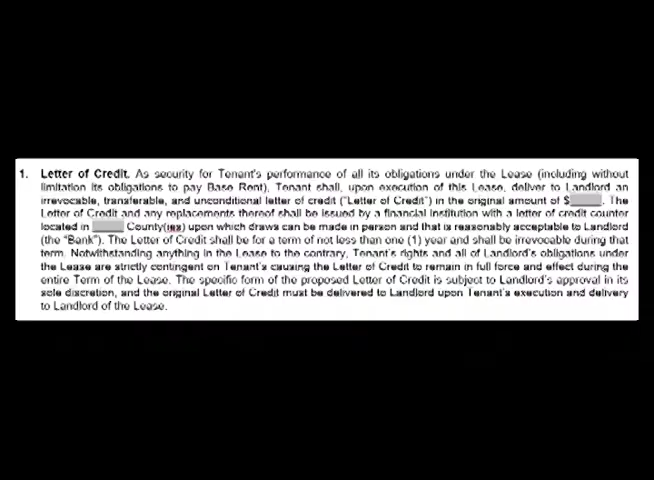 1. Letter of Credit. As security for Tenant's performance of all its obligations under the Lease (including without
limitation its obligations to pay Base Rent), Tenant shall, upon execution of this Lease, deliver to Landlord an
irrevocable, transferable, and unconditional letter of credit ("Letter of Credit") in the original amount of $ . The
Letter of Credit and any replacements thereof shall be issued by a financial institution with a letter of credit counter
located in County(ies) upon which draws can be made in person and that is reasonably acceptable to Landlord
(the "Bank"). The Letter of Credit shall be for a term of not less than one (1) year and shall be irrevocable during that
term. Notwithstanding anything in the Lease to the contrary, Tenant's rights and all of Landlord's obligations under
the Lease are strictly contingent on Tenant's causing the Letter of Credit to remain in full force and effect during the
entire Term of the Lease. The specific form of the proposed Letter of Credit is subject to Landlord's approval in its
sole discretion, and the original Letter of Credit must be delivered to Landlord upon Tenant's execution and delivery
to Landlord of the Lease.